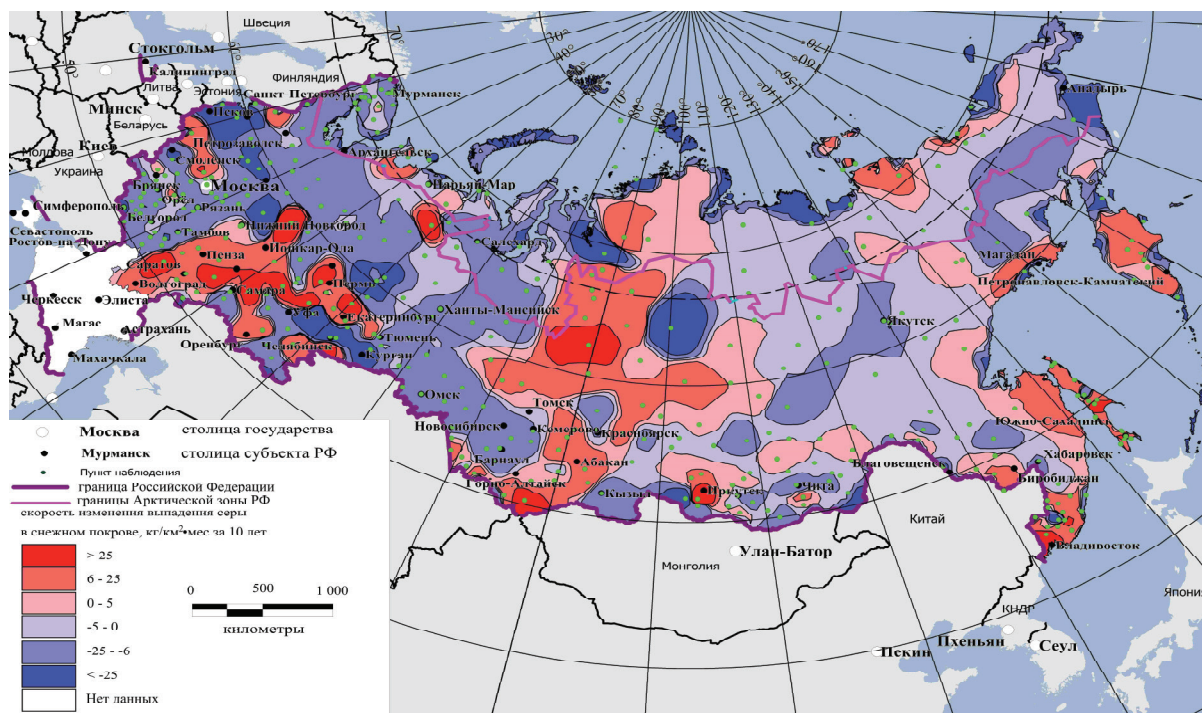 Швеция
Стокгольм
Калининград
Финляндия
Литва
Эстония
Санкт Петербург
Мурманск
Минск
Псков
Беларусь
Киев
Петрозаводск
Архангельск
Молдова
Смоленск
Украина
Брянск
Москва
Нарьян-Мар
Анадырь
Орел
Симферополь
Рязань
Белгород
Севастополь
Тамбов
Нижний Новгород
Салехард
Ростов-на-Дону
Йошкар-Ола
Пенза
Саратов
Пермь
Магадан
Волгоград
Петропавловск-Камчатский
Самара
Черкесск
Элиста
Ханты-Мансийск
Уфа
Екатеринбург
Якутск
Магас
Астрахань
Тюмень
Оренбург
Челябинск
Курган
Махачкала
Омск
Томск
Новосибирск
Кемерово
Красноярск
Южно-Сахалинск
Барнаул
Абакан
Хабаровск
Благовещенск
Биробиджан
Горно-Алтайск
Кызыл
Иркутск
Чита
Китай
Владивосток
Улан-Батор
Монголия
Япония
КНДР
Пхеньян
Сеул
Пекин
Москва столица государства
Мурманск столица субъекта РФ
Пункт наблюдения
граница Российской Федерации
границы Арктической зоны РФ
скорость изменения выпадения серы
в снежном покрове, кг/км²•мес за 10 лет
> 25
6 - 25
0 - 5
-5 - 0
-25 - -6
< -25
Нет данных
0 500 1 000
километры